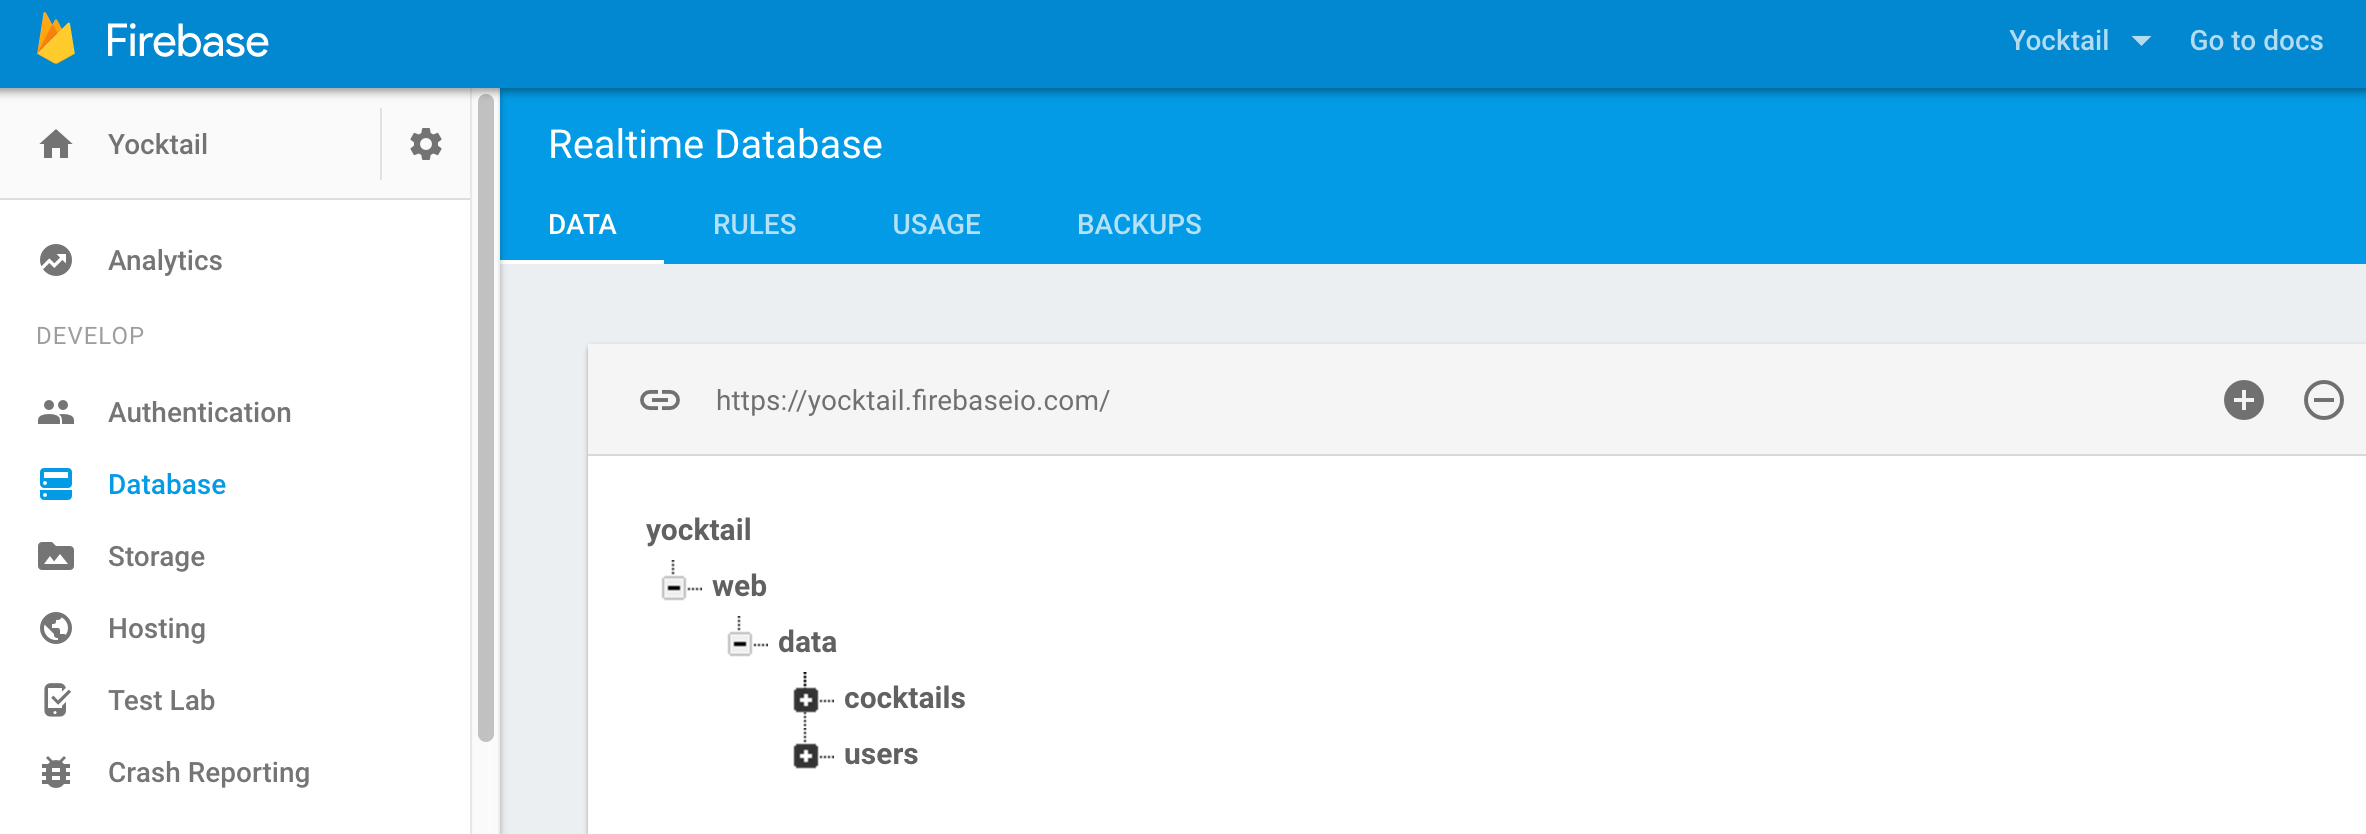 Firebase
Yocktail
Go to docs
Yocktail
Analytics
DEVELOP
Authentication
Database
Storage
Hosting
Test Lab
Crash Reporting
Realtime Database
DATA
RULES
USAGE
BACKUPS
https://yocktail.firebaseio.com/
yocktail
web
data
cocktails
users